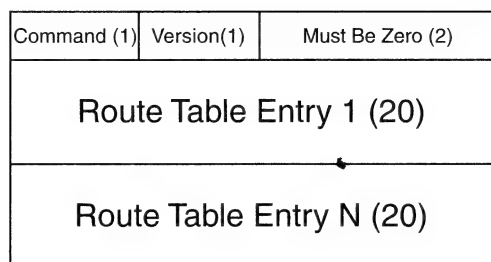 Command (1) Version(1) Must Be Zero (2)
Route Table Entry 1 (20)
Route Table Entry N (20)